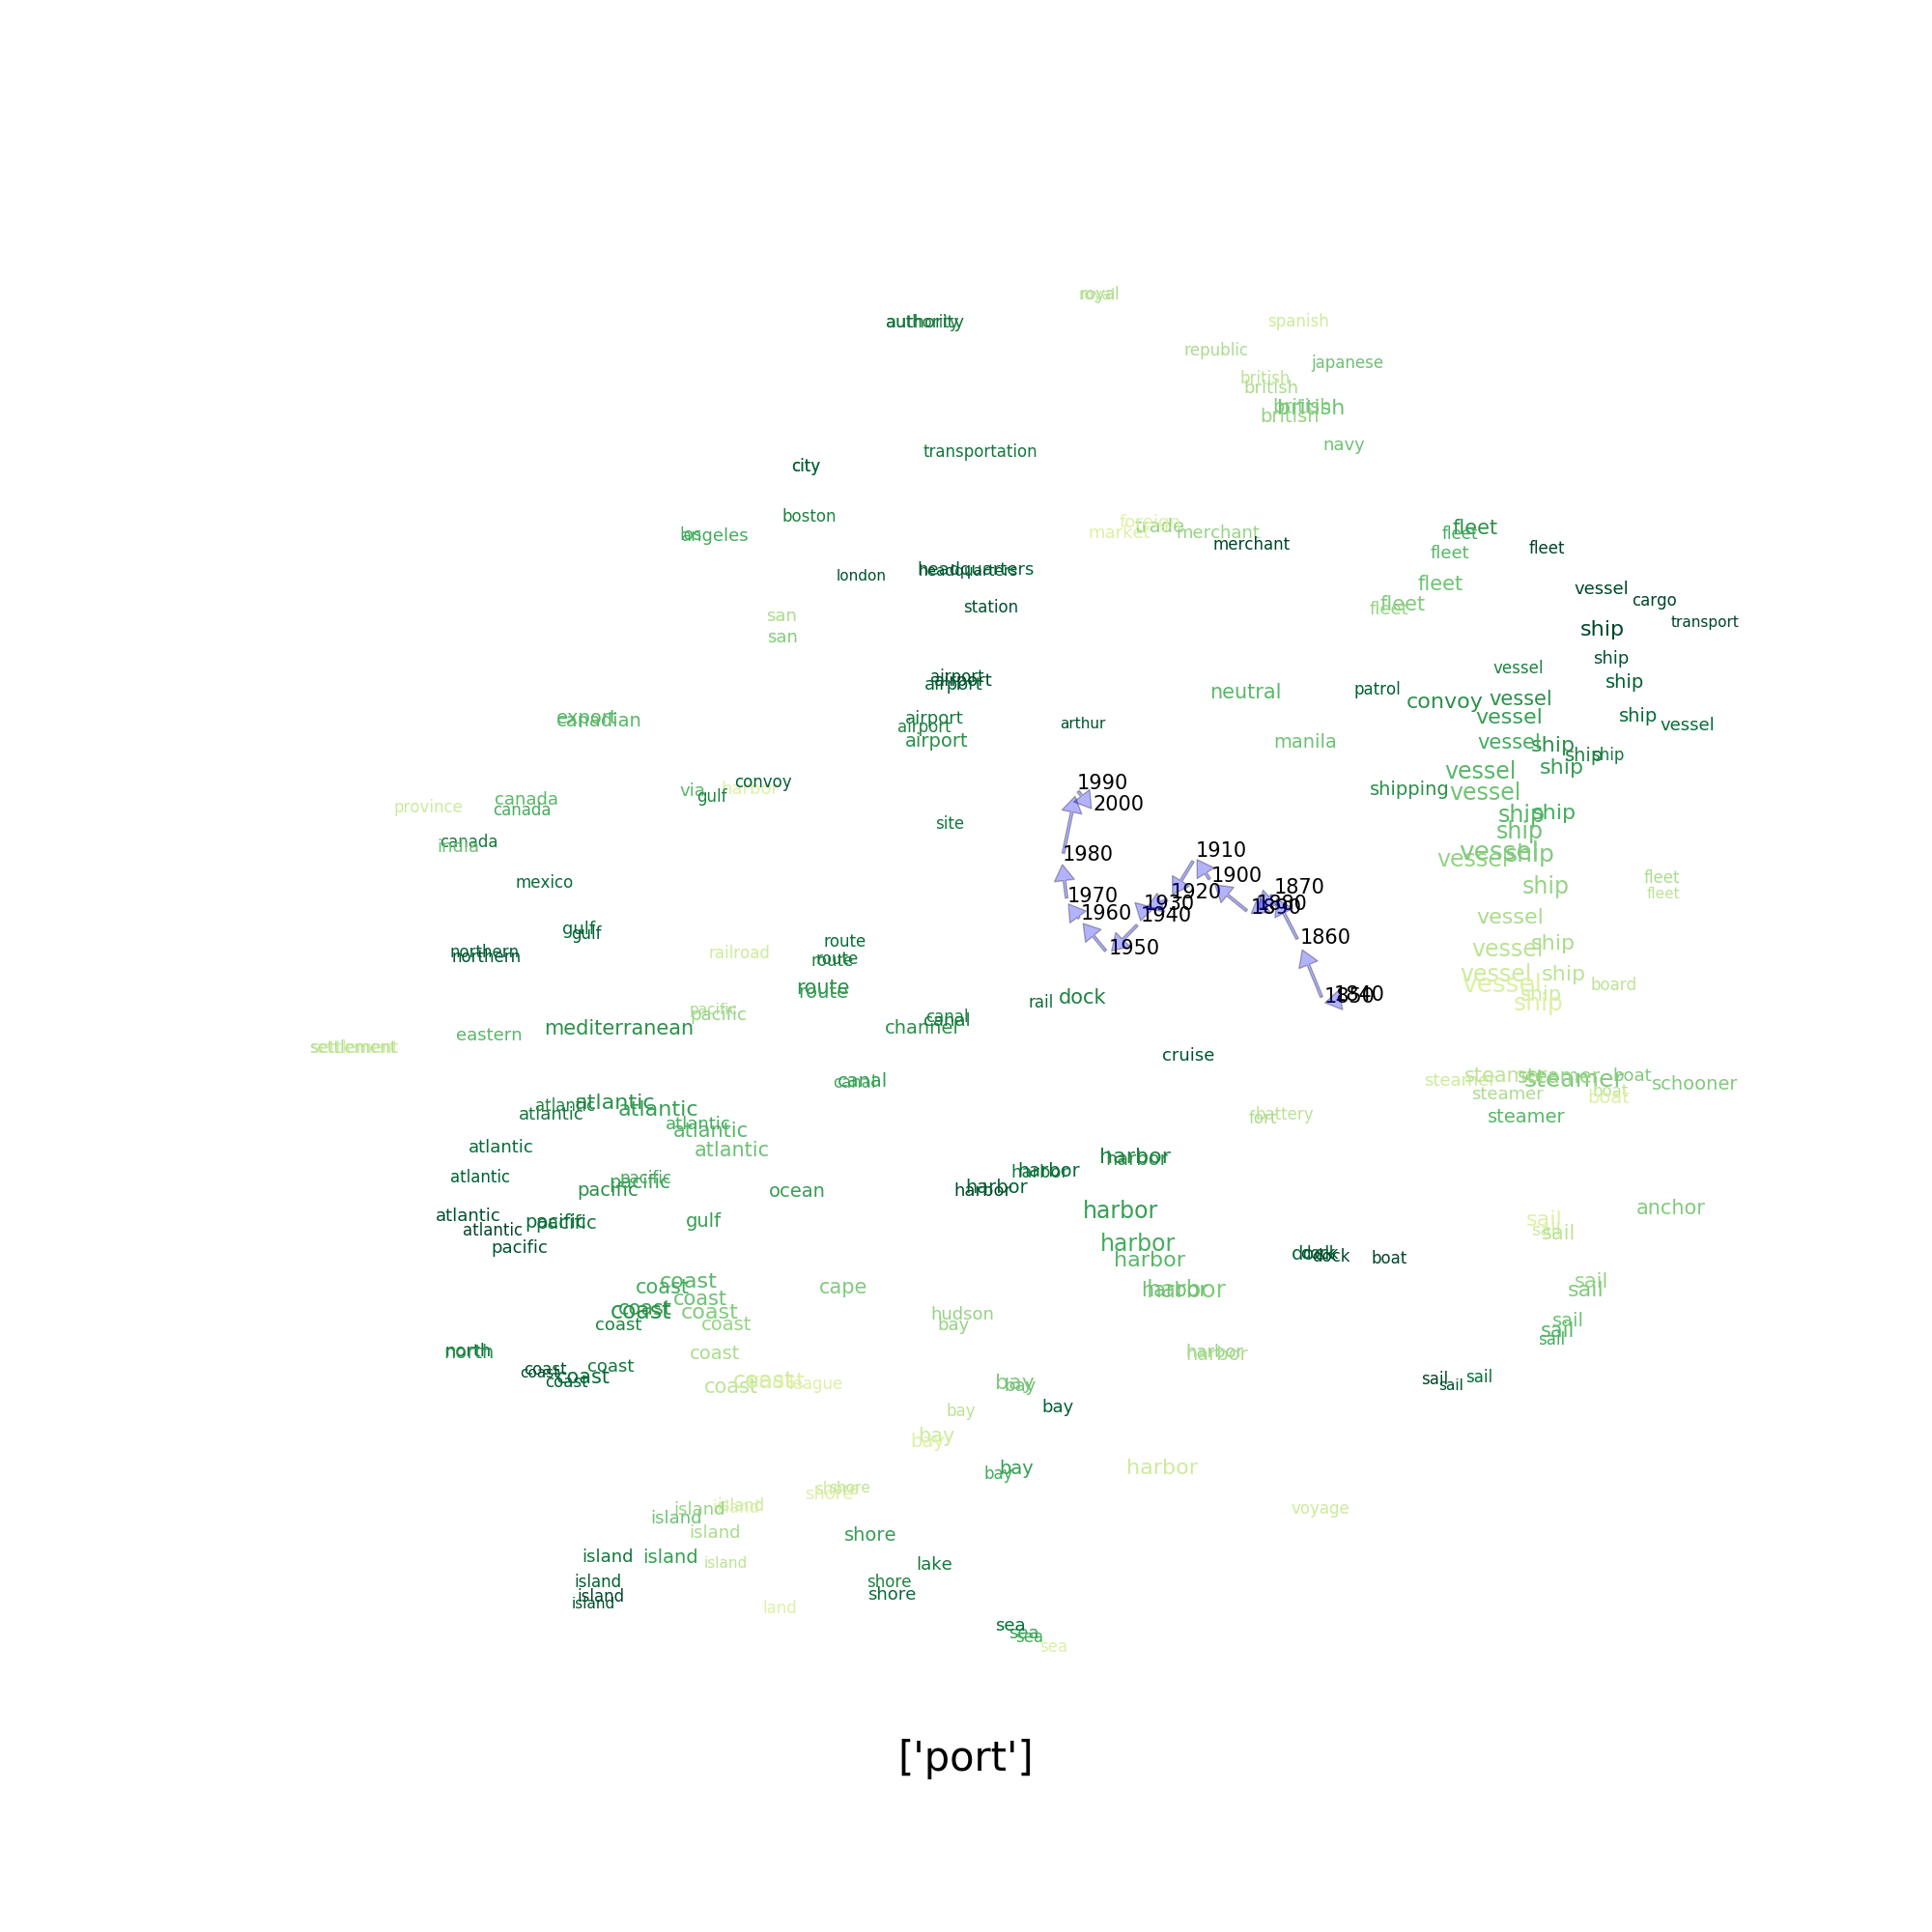 royal
royal
authority
authority
spanish
republic
japanese
british
british
british
british
british
navy
transportation
city
city
boston
los
angeles
foreign
trade
market
merchant
merchant
fleet
fleet
fleet
fleet
headquarters
headquarters
london
station
fleet
fleet
fleet
vessel
cargo
transport
ship
san
san
ship
vessel
airport
airport
airport
ship
neutral
patrol
convoy
vessel
export
canadian
airport
airport
airport
arthur
vessel
ship
vessel
manila
vessel
ship
ship
ship
ship
vessel
convoy
via
gulf
harbor
1990
2000
shipping
vessel
province
canada
canada
site
ship
ship
ship
canada
india
1980
1910
vessel
vessel
ship
mexico
1970
1960
1930
1920
1940
1900
1870
1880
1890
ship
fleet
fleet
gulf
gulf
route
1950
1860
vessel
northern
northern
railroad
route
route
vessel
ship
route
route
rail
dock
1850
1840
vessel
ship
vessel
board
ship
ship
pacific
pacific
canal
canal
mediterranean
channel
eastern
settlement
settlement
cruise
canal
canal
steamer
steamer
steamer
steamer
steamer
boat
schooner
steamer
boat
boat
atlantic
atlantic
atlantic
atlantic
atlantic
atlantic
fort
battery
steamer
atlantic
atlantic
harbor
harbor
atlantic
pacific
pacific
pacific
ocean
harbor
harbor
harbor
harbor
atlantic
atlantic
pacific
pacific
gulf
harbor
sail
sail
sail
anchor
pacific
harbor
harbor
dock
dock
dock
boat
coast
coast
coast
cape
harbor
harbor
sail
sail
coast
coast
coast
coast
coast
hudson
bay
sail
sail
sail
north
north
coast
harbor
harbor
coast
coast
coast
coast
coast
coast
coast
coast
league
bay
bay
sail
sail
sail
bay
bay
bay
bay
harbor
bay
bay
shore
shore
shore
island
island
island
island
voyage
island
shore
island
island
island
lake
island
island
island
shore
shore
land
sea
sea
sea
sea
['port']